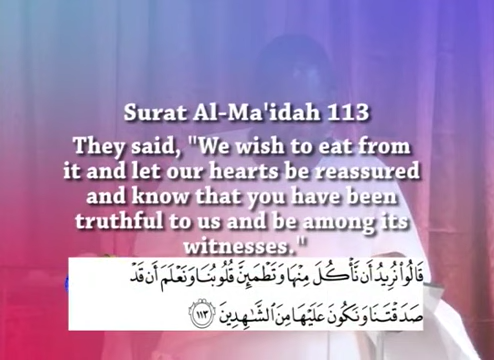 Surat Al-Ma'idah 113
They said, "We wish to eat from
it and let our hearts be reassured
and know that you have been
truthful to us and be among its
witnesses."
قَالُوا۟ نُرِيدُ أَن نَّأْكُلَ مِنْهَا وَتَطْمَئِنَّ قُلُوبُنَا وَنَعْلَمَ أَن قَدْ
صَدَقْتَنَا وَنَكُونَ عَلَيْهَا مِنَ ٱلشَّـٰهِدِينَ ١١٣